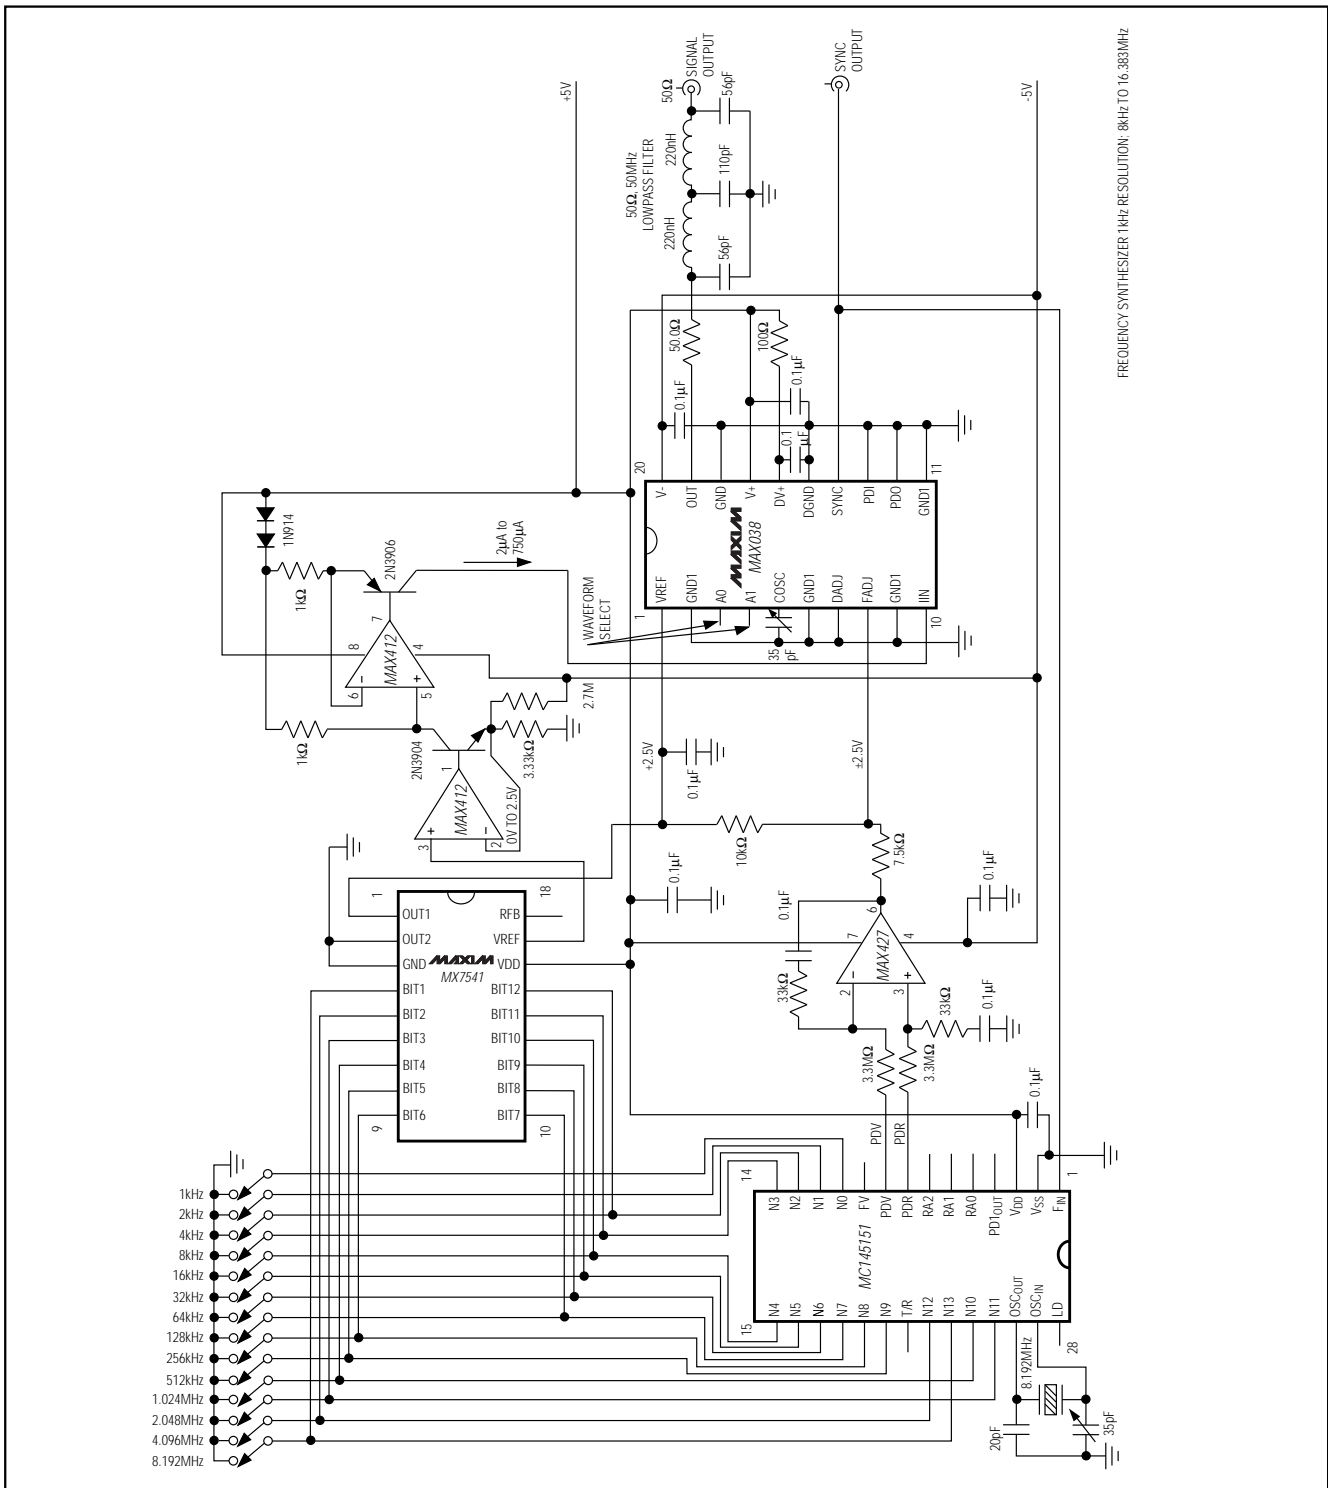 SIGNAL
OUTPUT
50Ω
56pF
220nH
110pF
50Ω, 50MHz
LOWPASS FILTER
220nH
56pF
SYNC
OUTPUT
+5V
-5V
FREQUENCY SYNTHESIZER 1kHz RESOLUTION; 8kHz TO 16.383MHz
50.0Ω
100Ω
0.1µF
0.1µF
0.1
µF
20
11
V-
OUT
GND
V+
DV+
DGND
SYNC
PDI
PDO
GND1
MAXIM
MAX038
VREF
GND1
A0
A1
COSC
GND1
DADJ
FADJ
GND1
IIN
1
10
WAVEFORM
SELECT
35
pF
1N914
2N3906
2µA to
750µA
1kΩ
7
8
MAX412
4
6
-
+
5
1kΩ
2N3904
2.7M
3.33kΩ
1
MAX412
+
-
3
2
0V TO 2.5V
+2.5V
0.1µF
±2.5V
10kΩ
7.5kΩ
0.1µF
0.1µF
0.1µF
6
7
MAX427
4
-
+
2
3
33kΩ
33kΩ
0.1µF
3.3MΩ
3.3MΩ
0.1µF
PDV
PDR
1
18
OUT1
RFB
OUT2
VREF
GND
MAXIM
VDD
MX7541
BIT1
BIT12
BIT2
BIT11
BIT3
BIT10
BIT4
BIT9
BIT5
BIT8
BIT6
BIT7
9
10
14
1
N3
N2
N1
N0
FV
PDV
PDR
RA2
RA1
RA0
PD1OUT
VDD
VSS
FIN
MC145151
N4
N5
N6
N7
N8
N9
T/R
N12
N13
N10
N11
OSCOUT
OSCIN
LD
15
28
8.192MHz
20pF
35pF
1kHz
2kHz
4kHz
8kHz
16kHz
32kHz
64kHz
128kHz
256kHz
512kHz
1.024MHz
2.048MHz
4.096MHz
8.192MHz